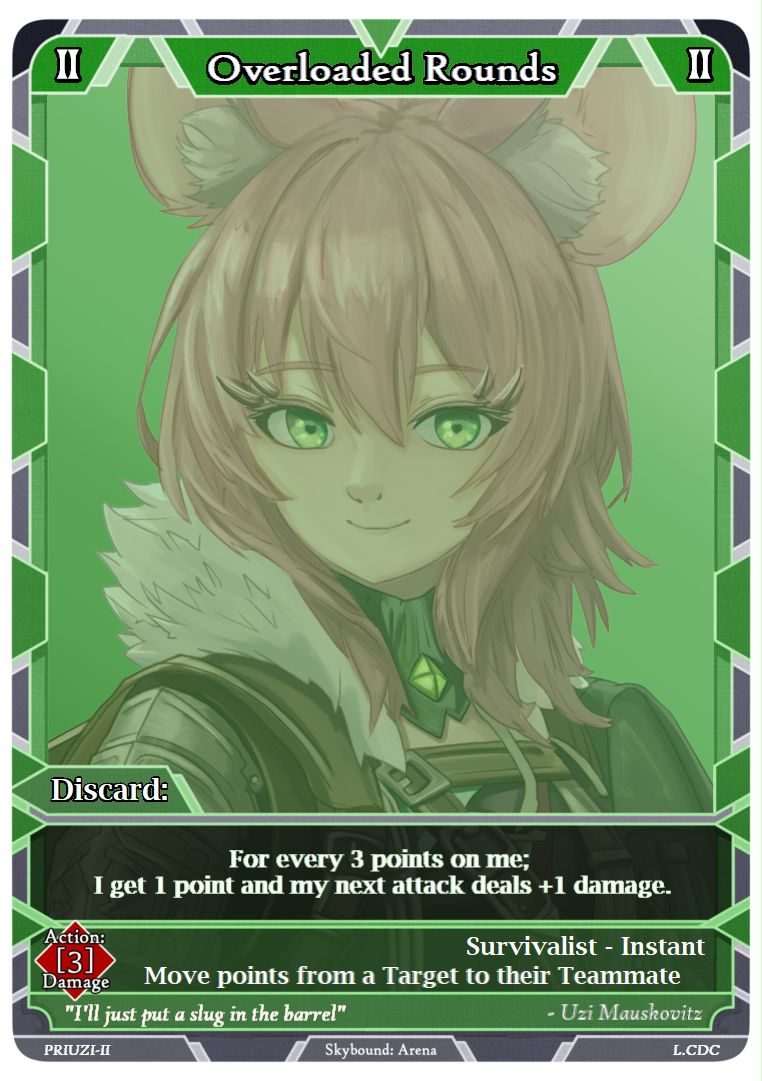 II Overloaded Rounds II
Discard:
For every 3 points on me;
I get 1 point and my next attack deals +1 damage.
Action:
[3]
Damage
Survivalist - Instant
Move points from a Target to their Teammate
"I'll just put a slug in the barrel" - Uzi Mauskovitz
PRIUZI-II Skybound: Arena L.CDC